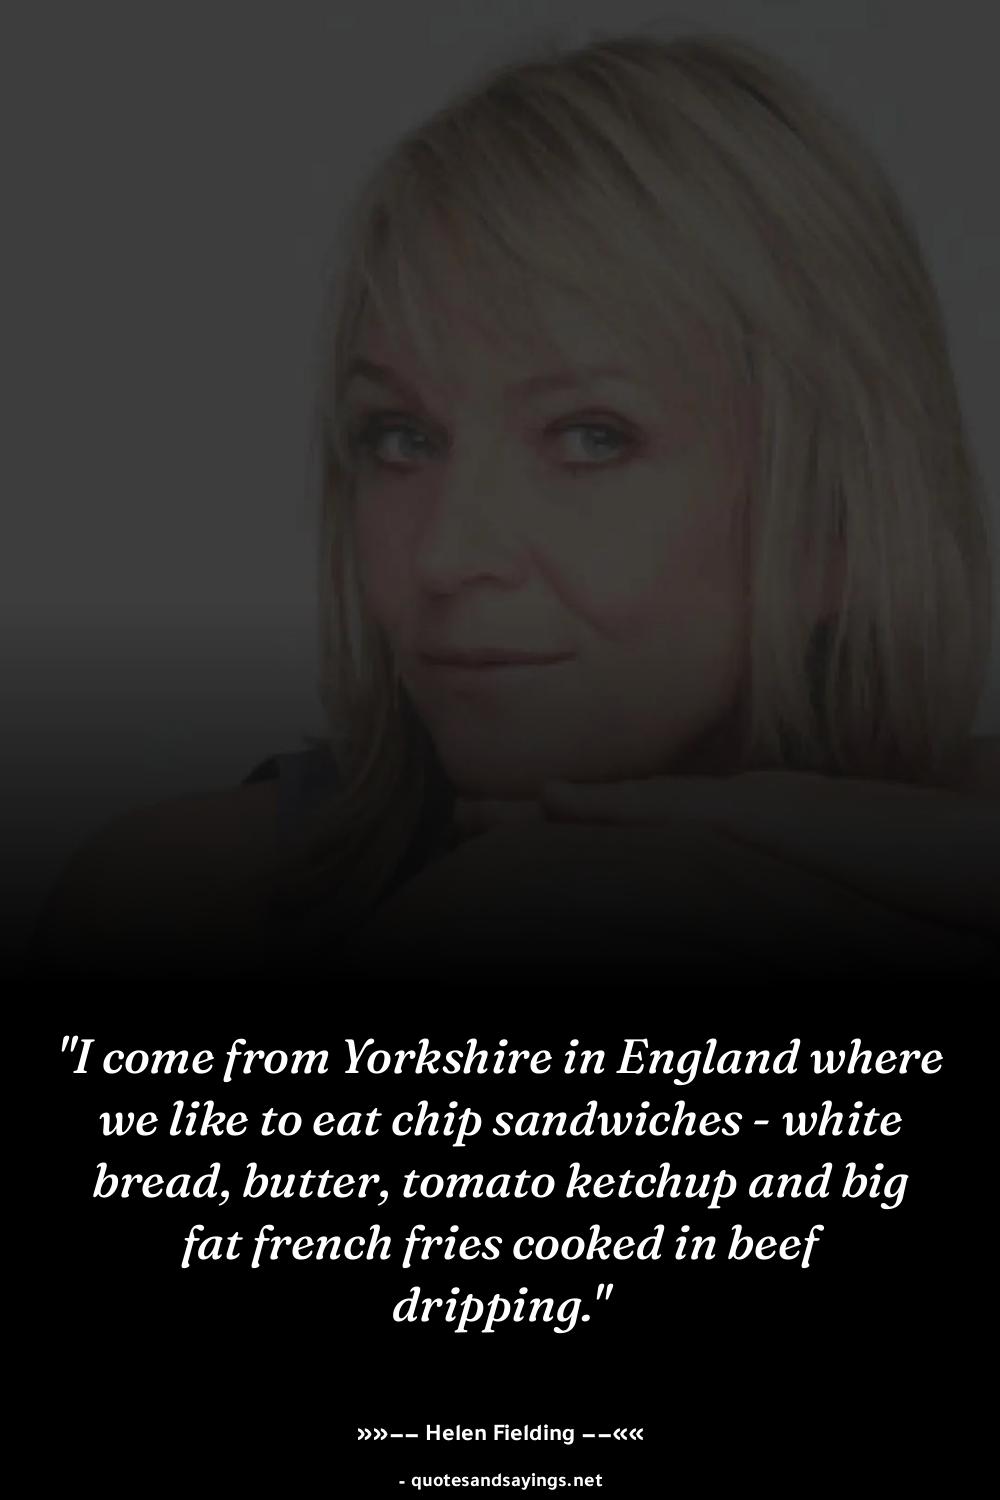 "I come from Yorkshire in England where
we like to eat chip sandwiches - white
bread, butter, tomato ketchup and big
fat french fries cooked in beef
dripping."
»»–– Helen Fielding ––««
- quotesandsayings.net